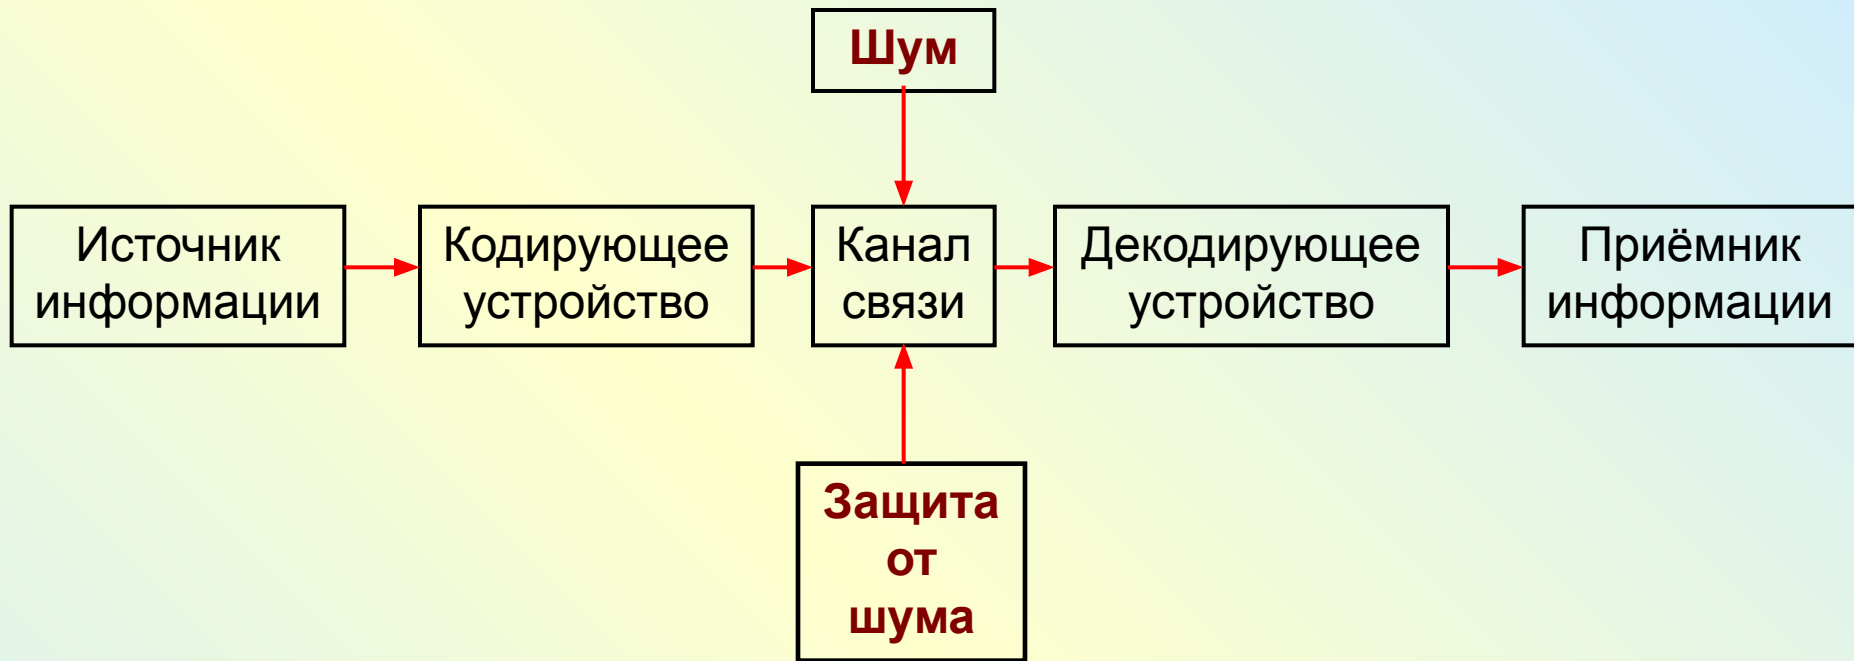 Шум
Источник
информации
Кодирующее
устройство
Канал
связи
Декодирующее
устройство
Приёмник
информации
Защита
от
шума